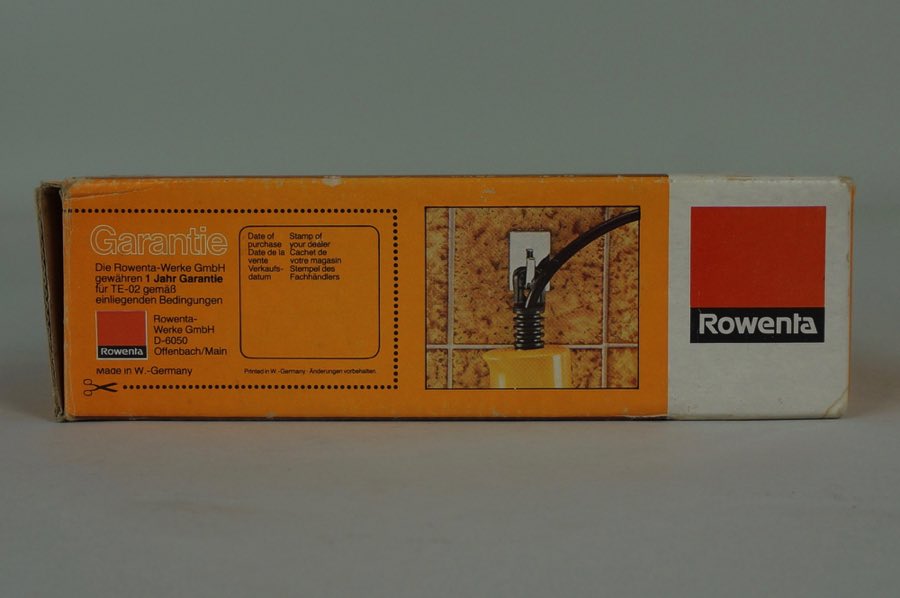 Garantie
Die Rowenta-Werke GmbH
gewähren 1 Jahr Garantie
für TE-02 gemäß
einliegenden Bedingungen
Rowenta
Rowenta-
Werke GmbH
D-6050
Offenbach/Main
Made in W.-Germany
Date of
purchase
Date de la
vente
Verkaufs-
datum
Stamp of
your dealer
Cachet de
votre magasin
Stempel des
Fachhändlers
Printed in W.-Germany · Änderungen vorbehalten.
Rowenta